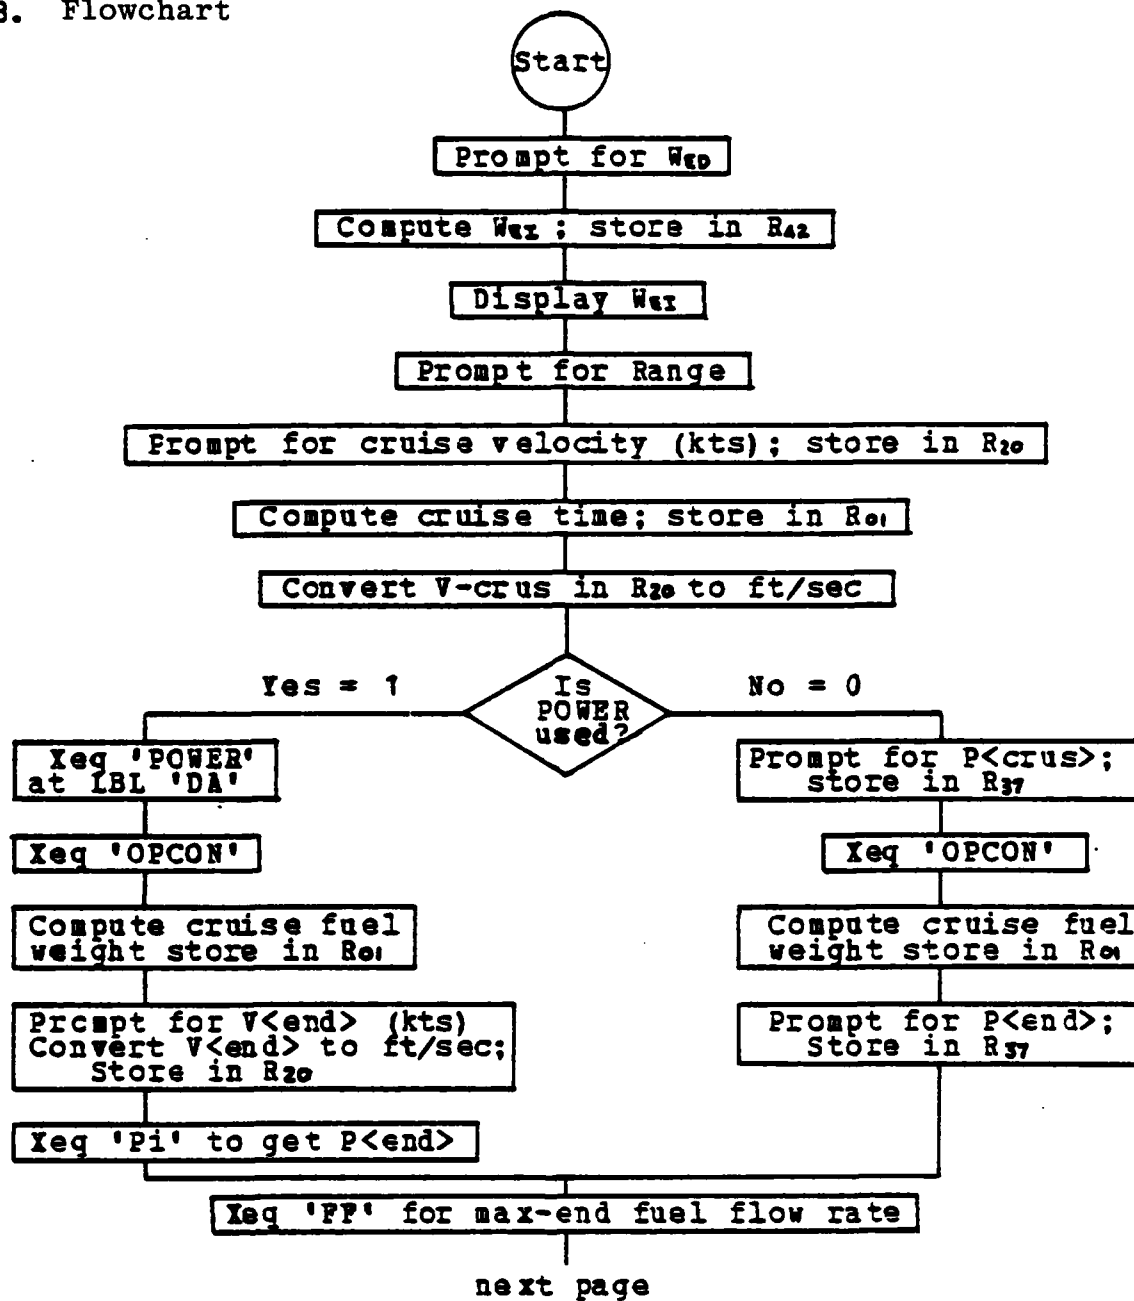 3. Flowchart
Start
Prompt for WED
Compute WEI ; store in R42
Display WEI
Prompt for Range
Prompt for cruise velocity (kts); store in R20
Compute cruise time; store in R01
Convert V-crus in R20 to ft/sec
Yes = 1
Is
POWER
used?
No = 0
Xeq 'POWER'
at LBL 'DA'
Xeq 'OPCON'
Compute cruise fuel
weight store in R01
Prompt for V<end> (kts)
Convert V<end> to ft/sec;
Store in R20
Xeq 'Pi' to get P<end>
Prompt for P<crus>;
store in R37
Xeq 'OPCON'
Compute cruise fuel
weight store in R01
Prompt for P<end>;
Store in R37
Xeq 'FF' for max-end fuel flow rate
next page